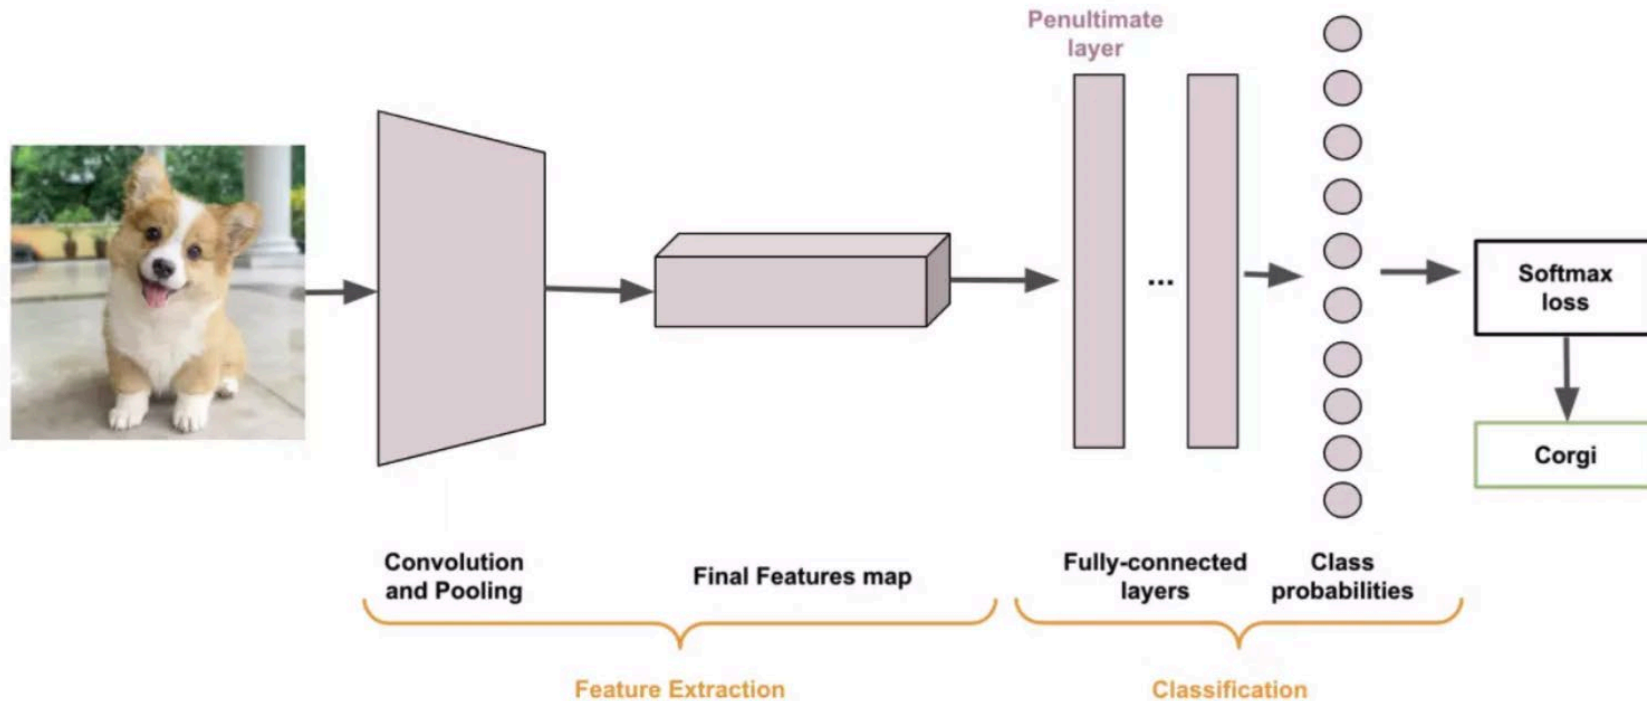 Penultimate
layer
...
Softmax
loss
Corgi
Convolution
and Pooling
Final Features map
Fully-connected
layers
Class
probabilities
Feature Extraction
Classification